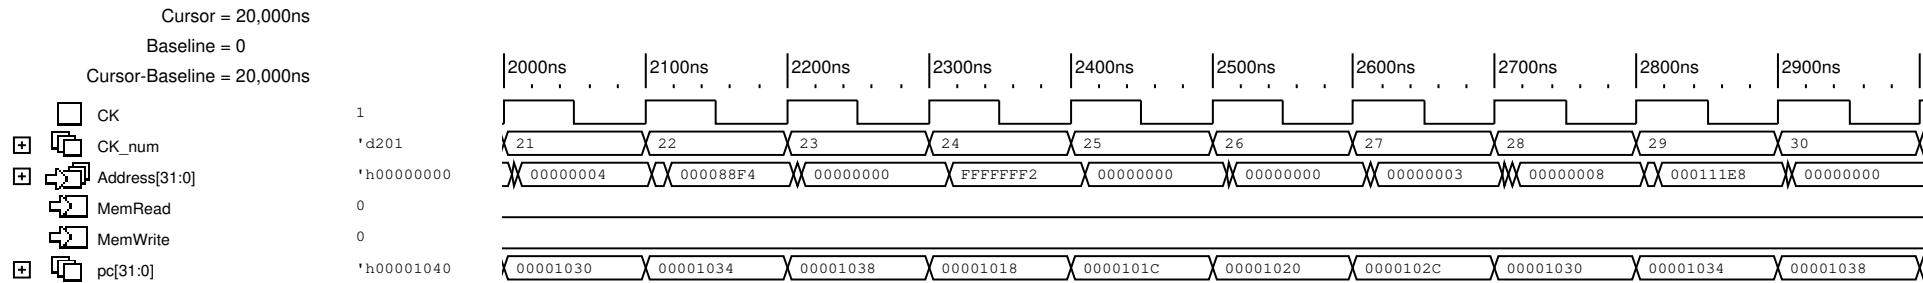 Cursor = 20,000ns
Baseline = 0
Cursor-Baseline = 20,000ns
2000ns 2100ns 2200ns 2300ns 2400ns 2500ns 2600ns 2700ns 2800ns 2900ns
CK 1
CK_num 'd201 21 22 23 24 25 26 27 28 29 30
Address[31:0] 'h00000000 00000004 000088F4 00000000 FFFFFFF2 00000000 00000000 00000003 00000008 000111E8 00000000
MemRead 0
MemWrite 0
pc[31:0] 'h00001040 00001030 00001034 00001038 00001018 0000101C 00001020 0000102C 00001030 00001034 00001038